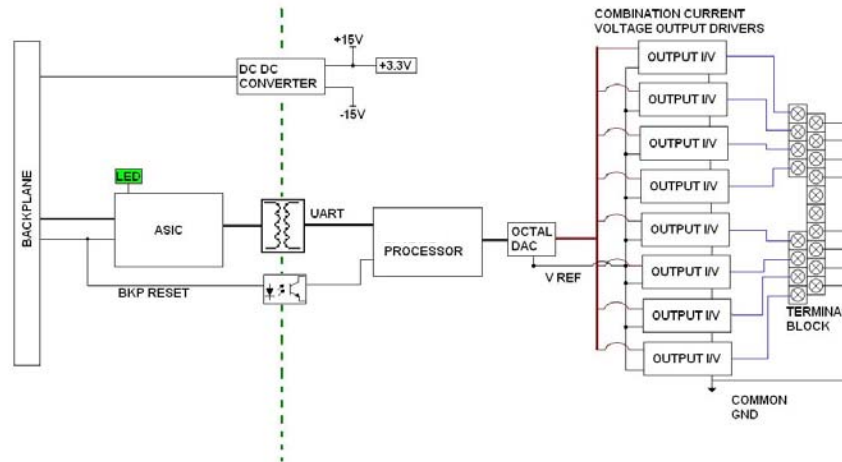 COMBINATION CURRENT
VOLTAGE OUTPUT DRIVERS
+15V
DC DC
CONVERTER
+3.3V
-15V
OUTPUT I/V
OUTPUT I/V
OUTPUT I/V
OUTPUT I/V
OUTPUT I/V
OUTPUT I/V
OUTPUT I/V
OUTPUT I/V
BACKPLANE
LED
ASIC
UART
PROCESSOR
OCTAL
DAC
V REF
BKP RESET
TERMINA
BLOCK
COMMON
GND